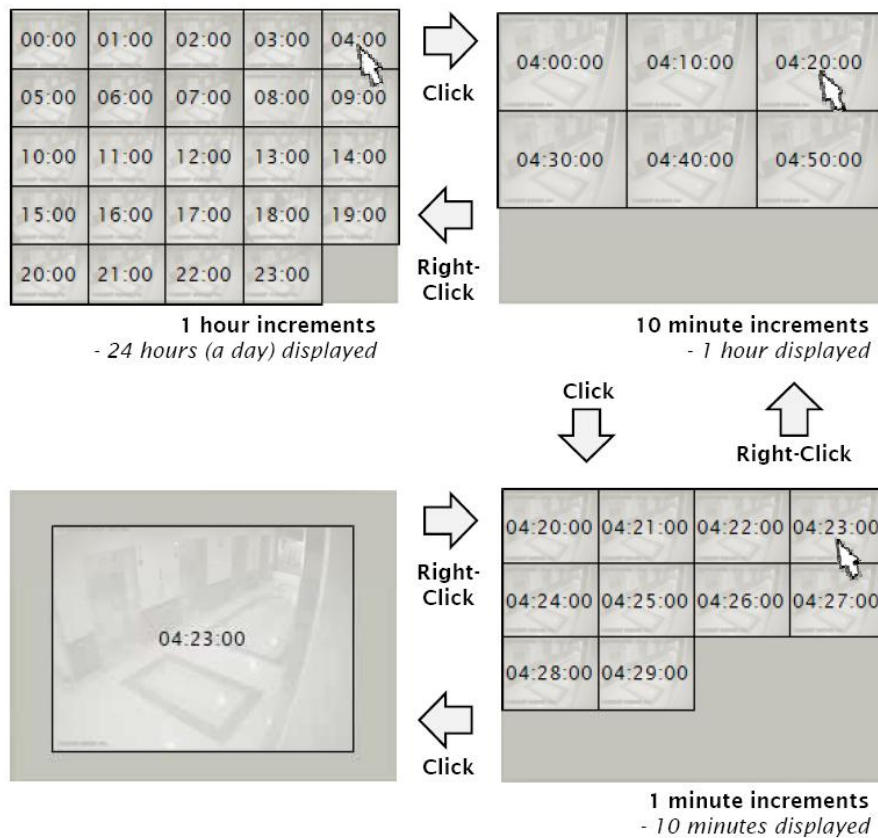 00:00 01:00 02:00 03:00 04:00
05:00 06:00 07:00 08:00 09:00
10:00 11:00 12:00 13:00 14:00
15:00 16:00 17:00 18:00 19:00
20:00 21:00 22:00 23:00
1 hour increments
- 24 hours (a day) displayed
Click
Right-
Click
04:00:00 04:10:00 04:20:00
04:30:00 04:40:00 04:50:00
10 minute increments
- 1 hour displayed
Click
Right-Click
04:23:00
Right-
Click
Click
04:20:00 04:21:00 04:22:00 04:23:00
04:24:00 04:25:00 04:26:00 04:27:00
04:28:00 04:29:00
1 minute increments
- 10 minutes displayed